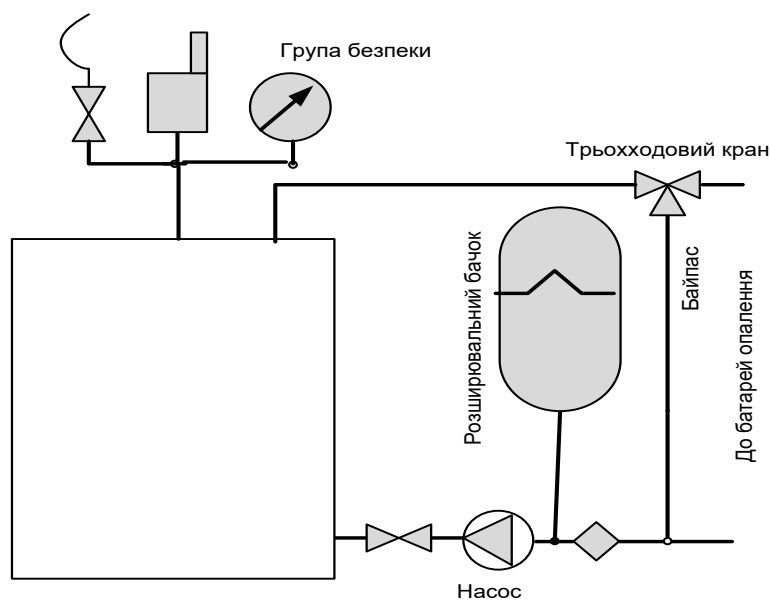 Група безпеки
Трьохходовий кран
Розширювальний бачок
Байпас
До батарей опалення
Насос